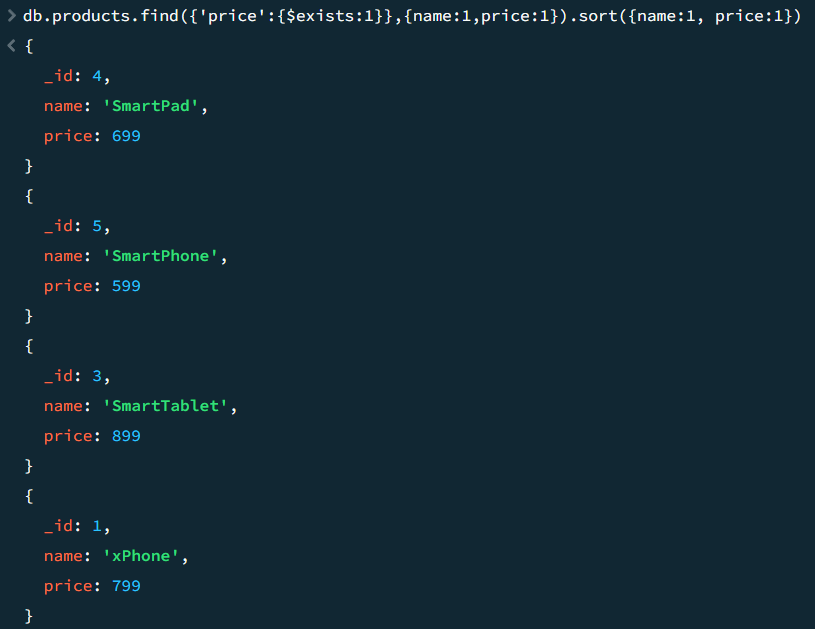 > db.products.find({'price':{$exists:1}},{name:1,price:1}).sort({name:1, price:1})
< {
_id: 4,
name: 'SmartPad',
price: 699
}
{
_id: 5,
name: 'SmartPhone',
price: 599
}
{
_id: 3,
name: 'SmartTablet',
price: 899
}
{
_id: 1,
name: 'xPhone',
price: 799
}